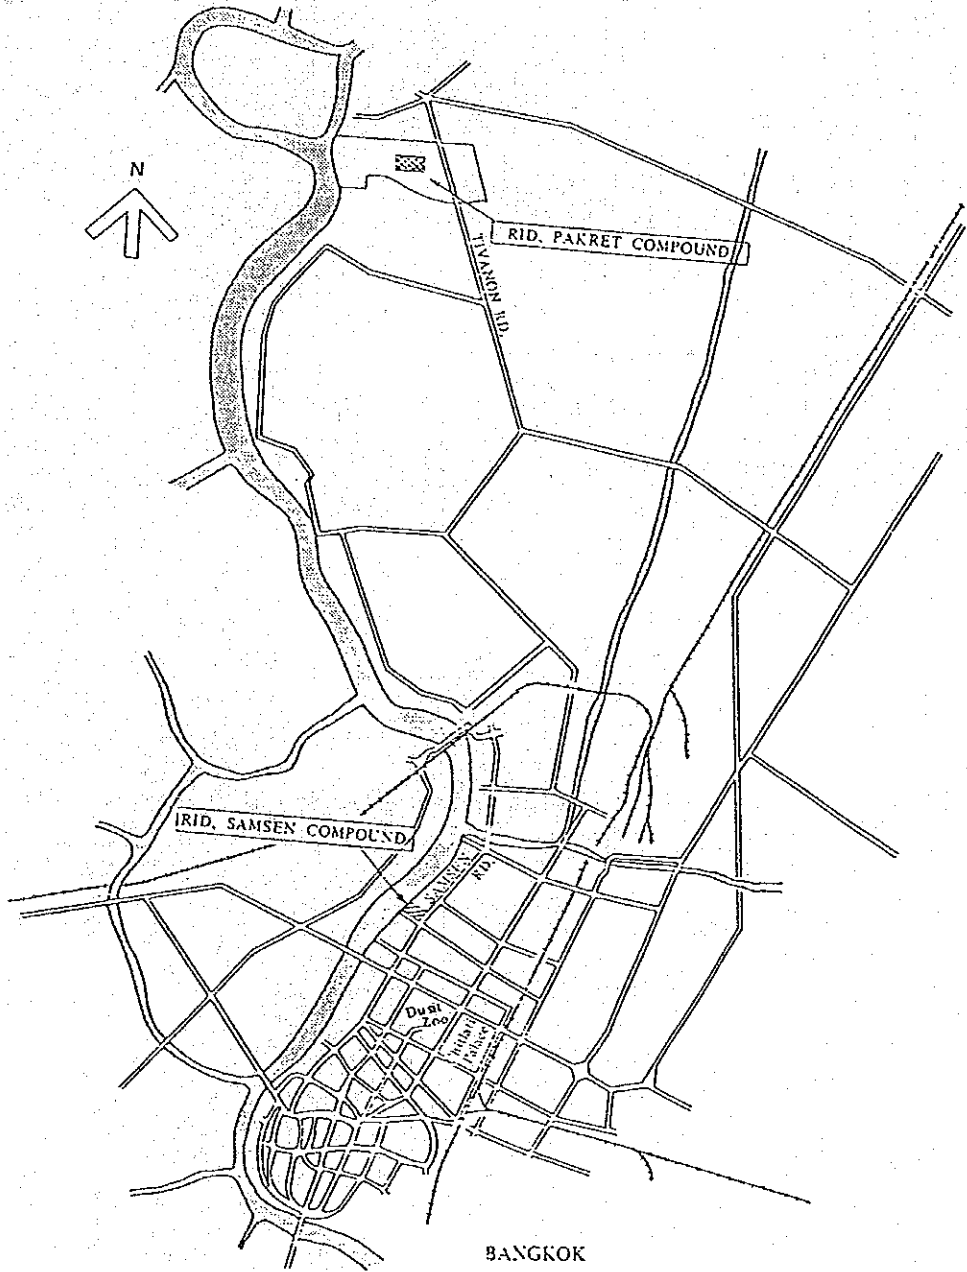 N
RID, PAKRET COMPOUND
TIVANON RD.
RID, SAMSEN COMPOUND
SAMSEN
RD.
Dusit
Zoo
Chitlada
Palace
BANGKOK